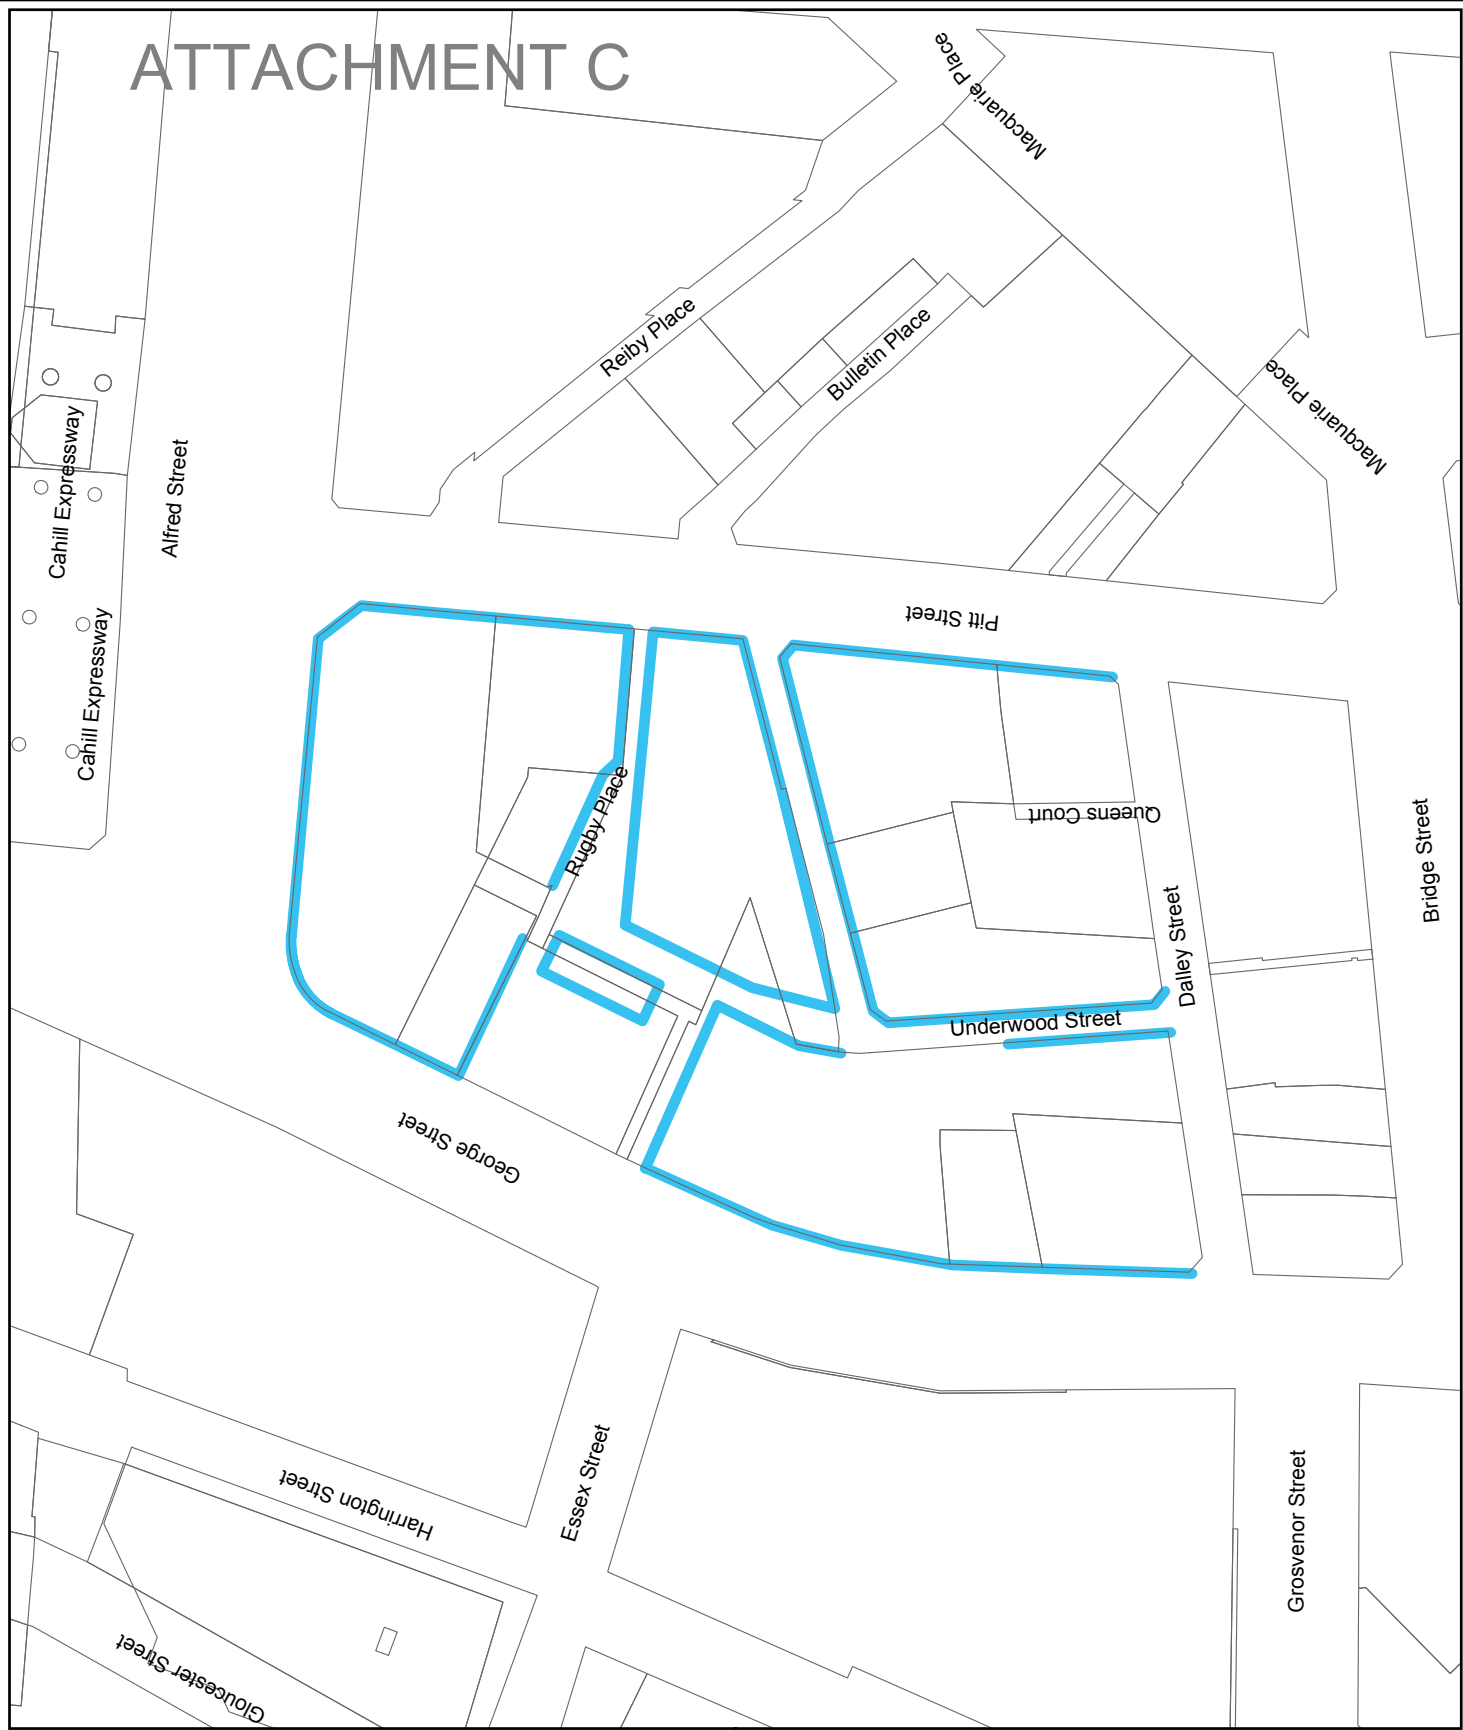 ATTACHMENT C
Macquarie Place
Reiby Place
Bulletin Place
Macquarie Place
Cahill Expressway
Alfred Street
Pitt Street
Cahill Expressway
Rugby Place
Queens Court
Bridge Street
Dalley Street
Underwood Street
George Street
Essex Street
Harrington Street
Grosvenor Street
Gloucester Street